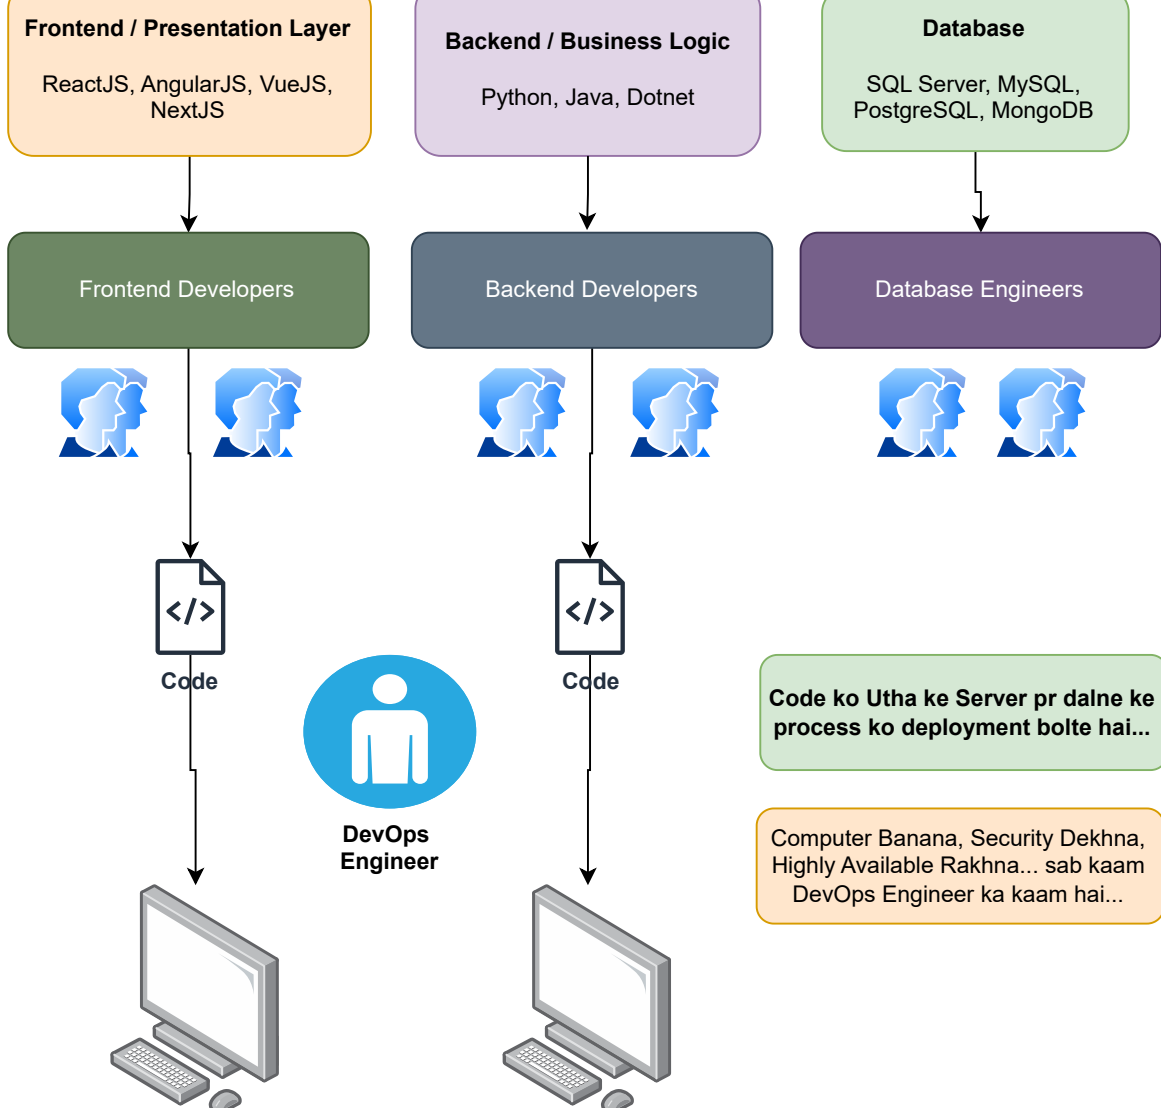 Frontend / Presentation Layer
ReactJS, AngularJS, VueJS,
NextJS
Backend / Business Logic
Python, Java, Dotnet
Database
SQL Server, MySQL,
PostgreSQL, MongoDB
Frontend Developers
Backend Developers
Database Engineers
</>
Code
</>
Code
DevOps
Engineer
Code ko Utha ke Server pr dalne ke
process ko deployment bolte hai...
Computer Banana, Security Dekhna,
Highly Available Rakhna... sab kaam
DevOps Engineer ka kaam hai...